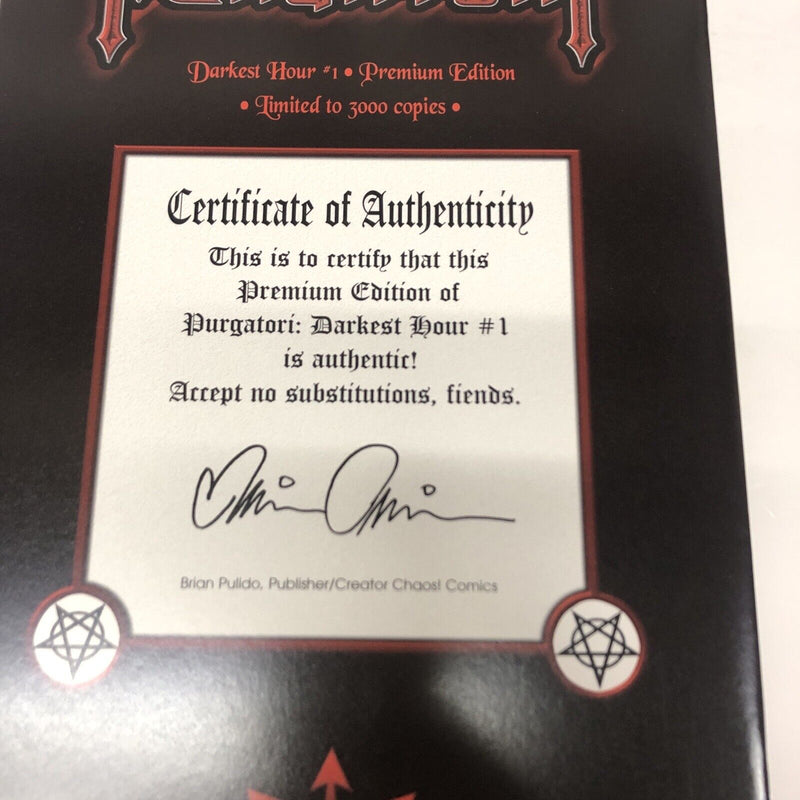 Darkest Hour #1 • Premium Edition
• Limited to 3000 copies •
Certificate of Authenticity
This is to certify that this
Premium Edition of
Purgatori: Darkest Hour #1
is authentic!
Accept no substitutions, fiends.
Brian Pulido, Publisher/Creator Chaos! Comics